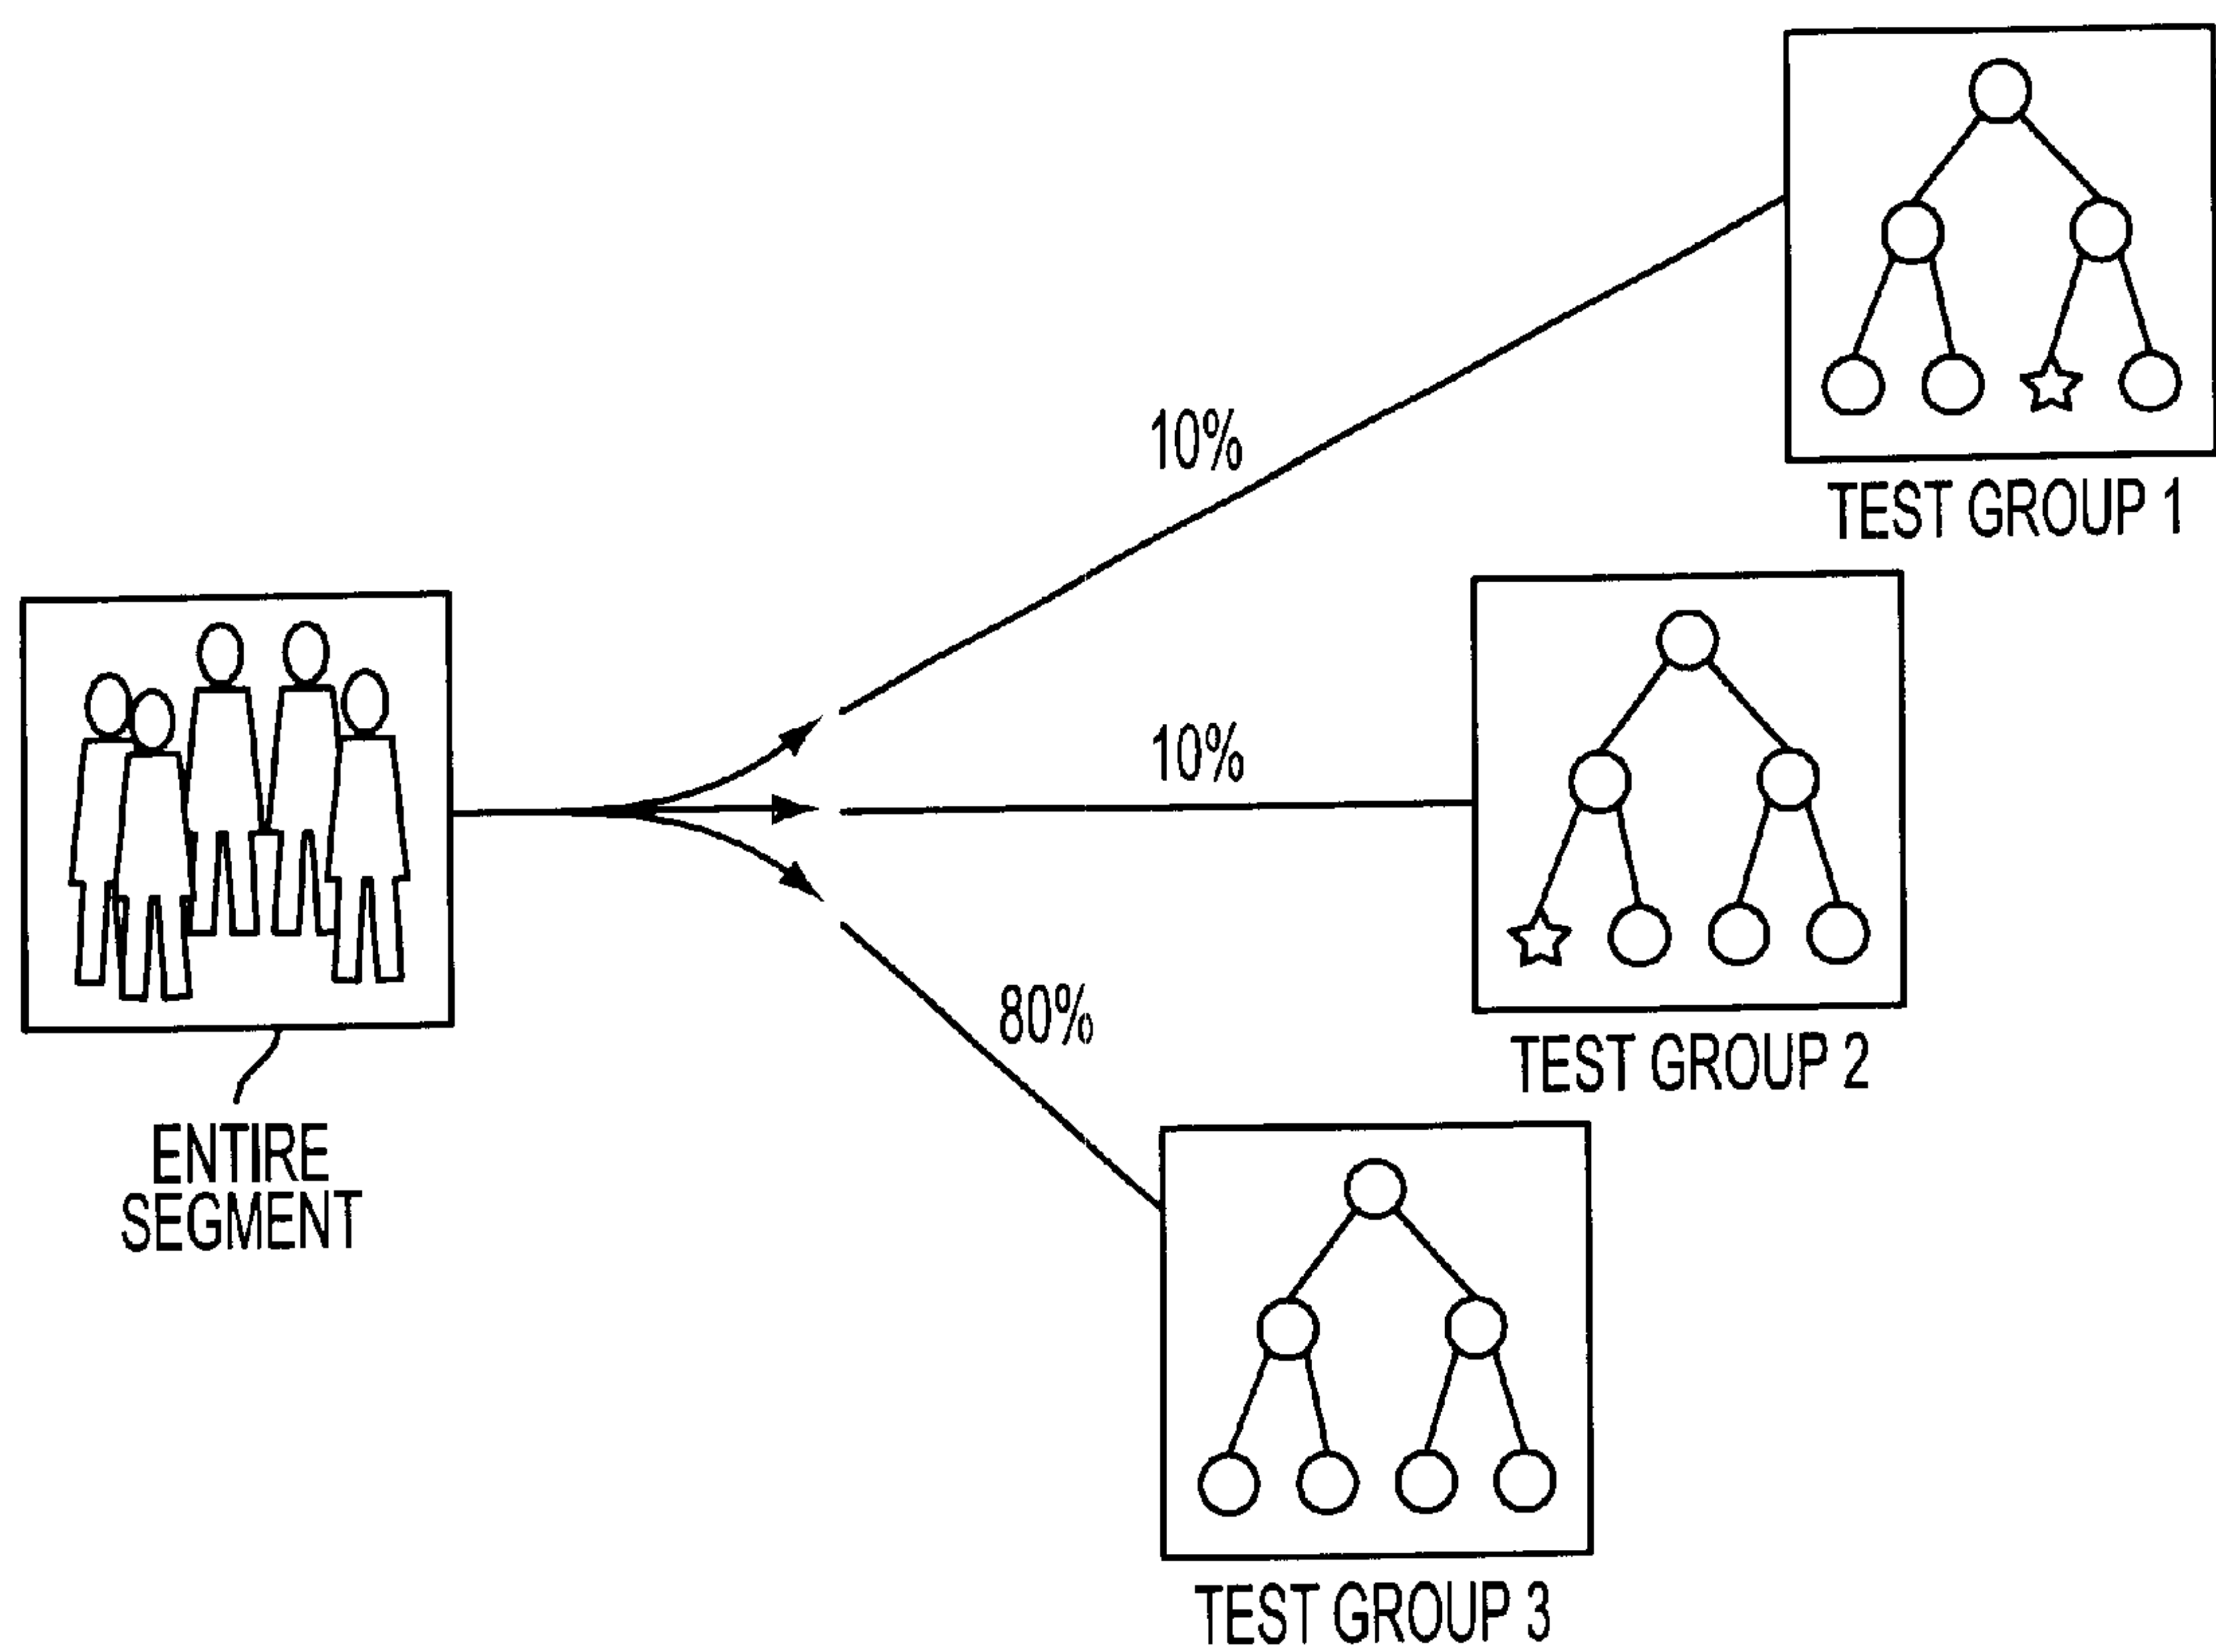 10%
TEST GROUP 1
10%
TEST GROUP 2
80%
ENTIRE
SEGMENT
TEST GROUP 3